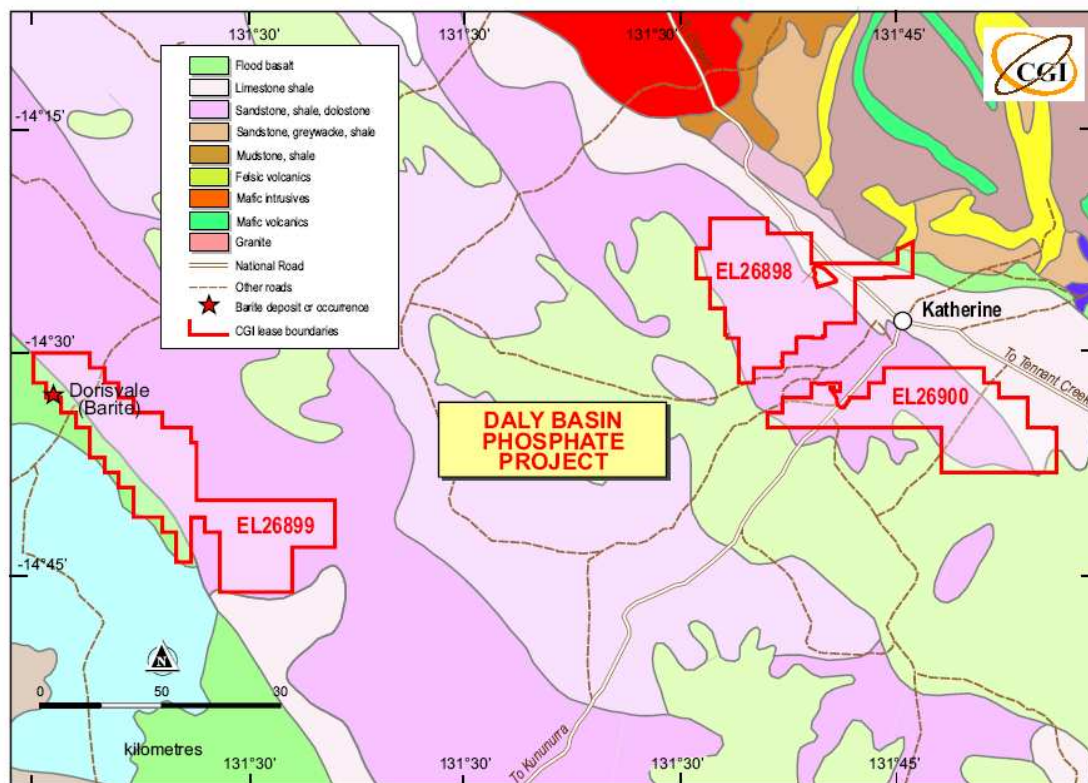 131°30'
131°30'
131°30'
131°45'
CGI
-14°15'
-14°30'
-14°45'
Flood basalt
Limestone shale
Sandstone, shale, dolostone
Sandstone, greywacke, shale
Mudstone, shale
Felsic volcanics
Mafic intrusives
Mafic volcanics
Granite
National Road
Other roads
Barite deposit or occurrence
CGI lease boundaries
EL26898
Katherine
To Tennant Creek
EL26900
Dorisvale
(Barite)
DALY BASIN
PHOSPHATE
PROJECT
EL26899
N
0 50 30
kilometres
To Kununurra
131°30'
131°30'
131°30'
131°45'